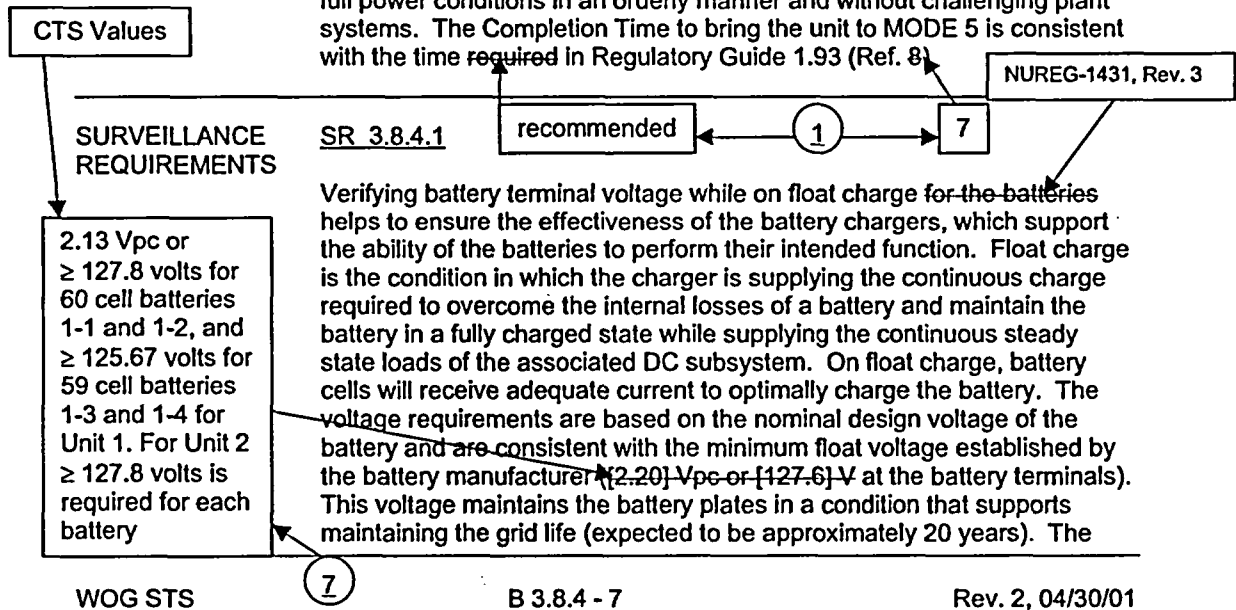 full power conditions in an orderly manner and without challenging plant
CTS Values
systems. The Completion Time to bring the unit to MODE 5 is consistent
with the time required in Regulatory Guide 1.93 (Ref. 8)
NUREG-1431, Rev. 3
SURVEILLANCE
REQUIREMENTS
SR 3.8.4.1
recommended
1
7
Verifying battery terminal voltage while on float charge for the batteries
helps to ensure the effectiveness of the battery chargers, which support
the ability of the batteries to perform their intended function. Float charge
is the condition in which the charger is supplying the continuous charge
required to overcome the internal losses of a battery and maintain the
battery in a fully charged state while supplying the continuous steady
state loads of the associated DC subsystem. On float charge, battery
cells will receive adequate current to optimally charge the battery. The
voltage requirements are based on the nominal design voltage of the
battery and are consistent with the minimum float voltage established by
the battery manufacturer ([2.20] Vpc or [127.6] V at the battery terminals).
This voltage maintains the battery plates in a condition that supports
maintaining the grid life (expected to be approximately 20 years). The
2.13 Vpc or
≥ 127.8 volts for
60 cell batteries
1-1 and 1-2, and
≥ 125.67 volts for
59 cell batteries
1-3 and 1-4 for
Unit 1. For Unit 2
≥ 127.8 volts is
required for each
battery
7
WOG STS
B 3.8.4 - 7
Rev. 2, 04/30/01